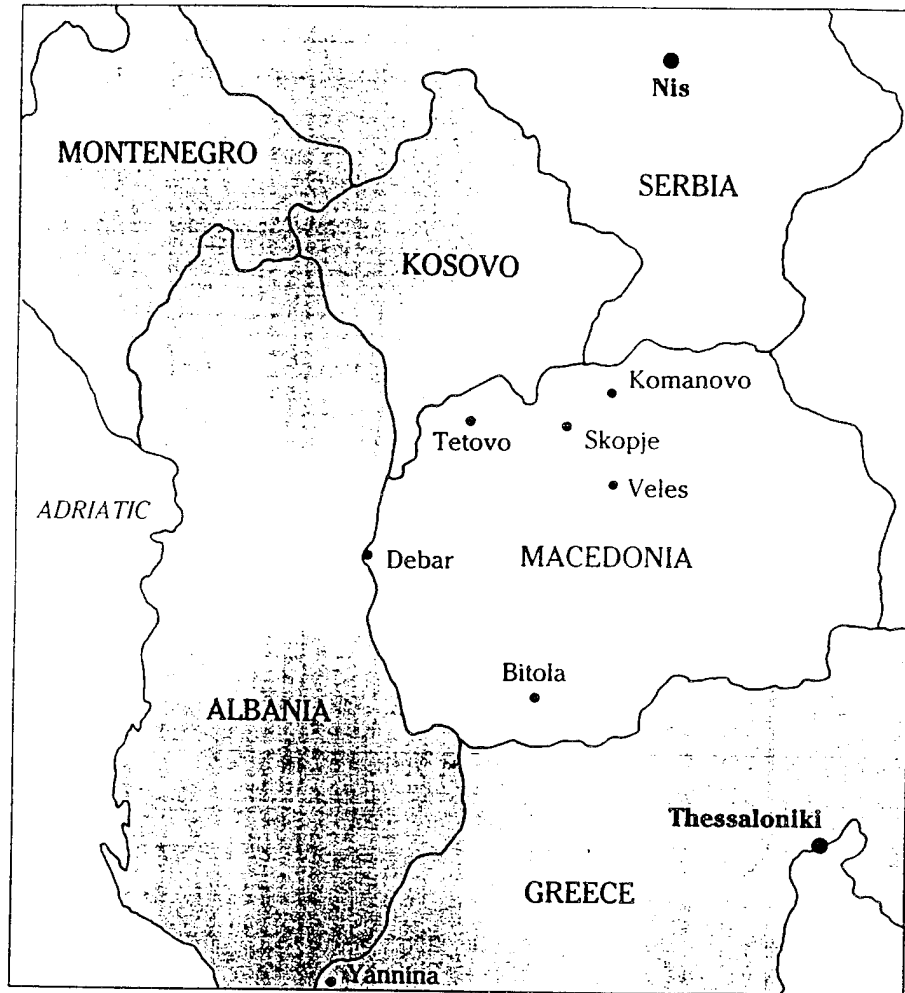 Nis
MONTENEGRO
SERBIA
KOSOVO
Komanovo
Tetovo
Skopje
Veles
ADRIATIC
Debar
MACEDONIA
Bitola
ALBANIA
Thessaloniki
GREECE
Yannina